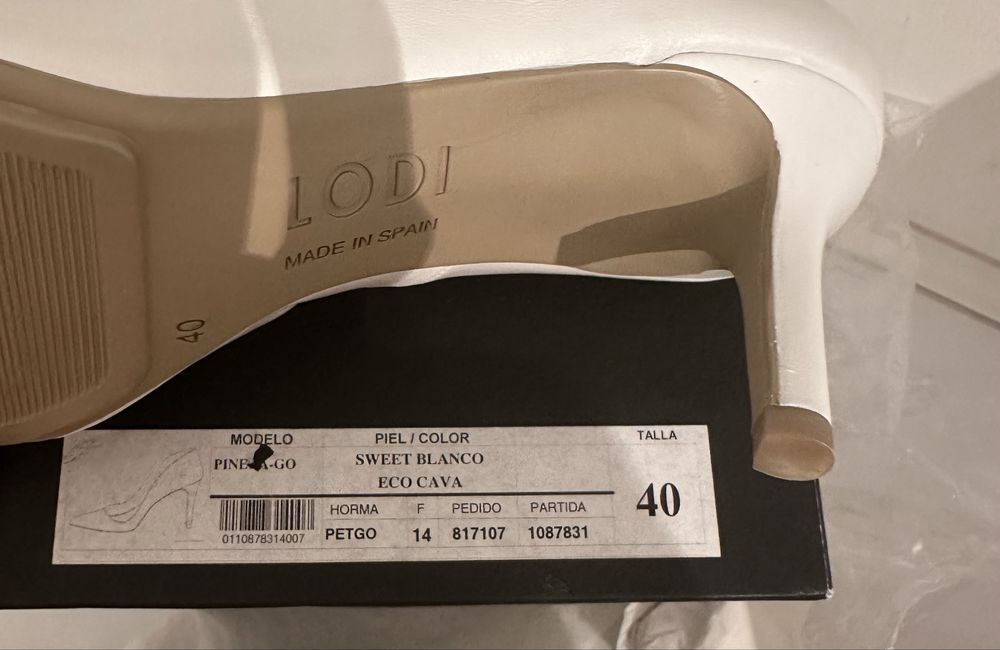 LODI
MADE IN SPAIN
40
MODELO PIEL / COLOR TALLA
-GO SWEET BLANCO
ECO CAVA
40
HORMA F PEDIDO PARTIDA
PETGO 14 817107 1087831
0110878314007